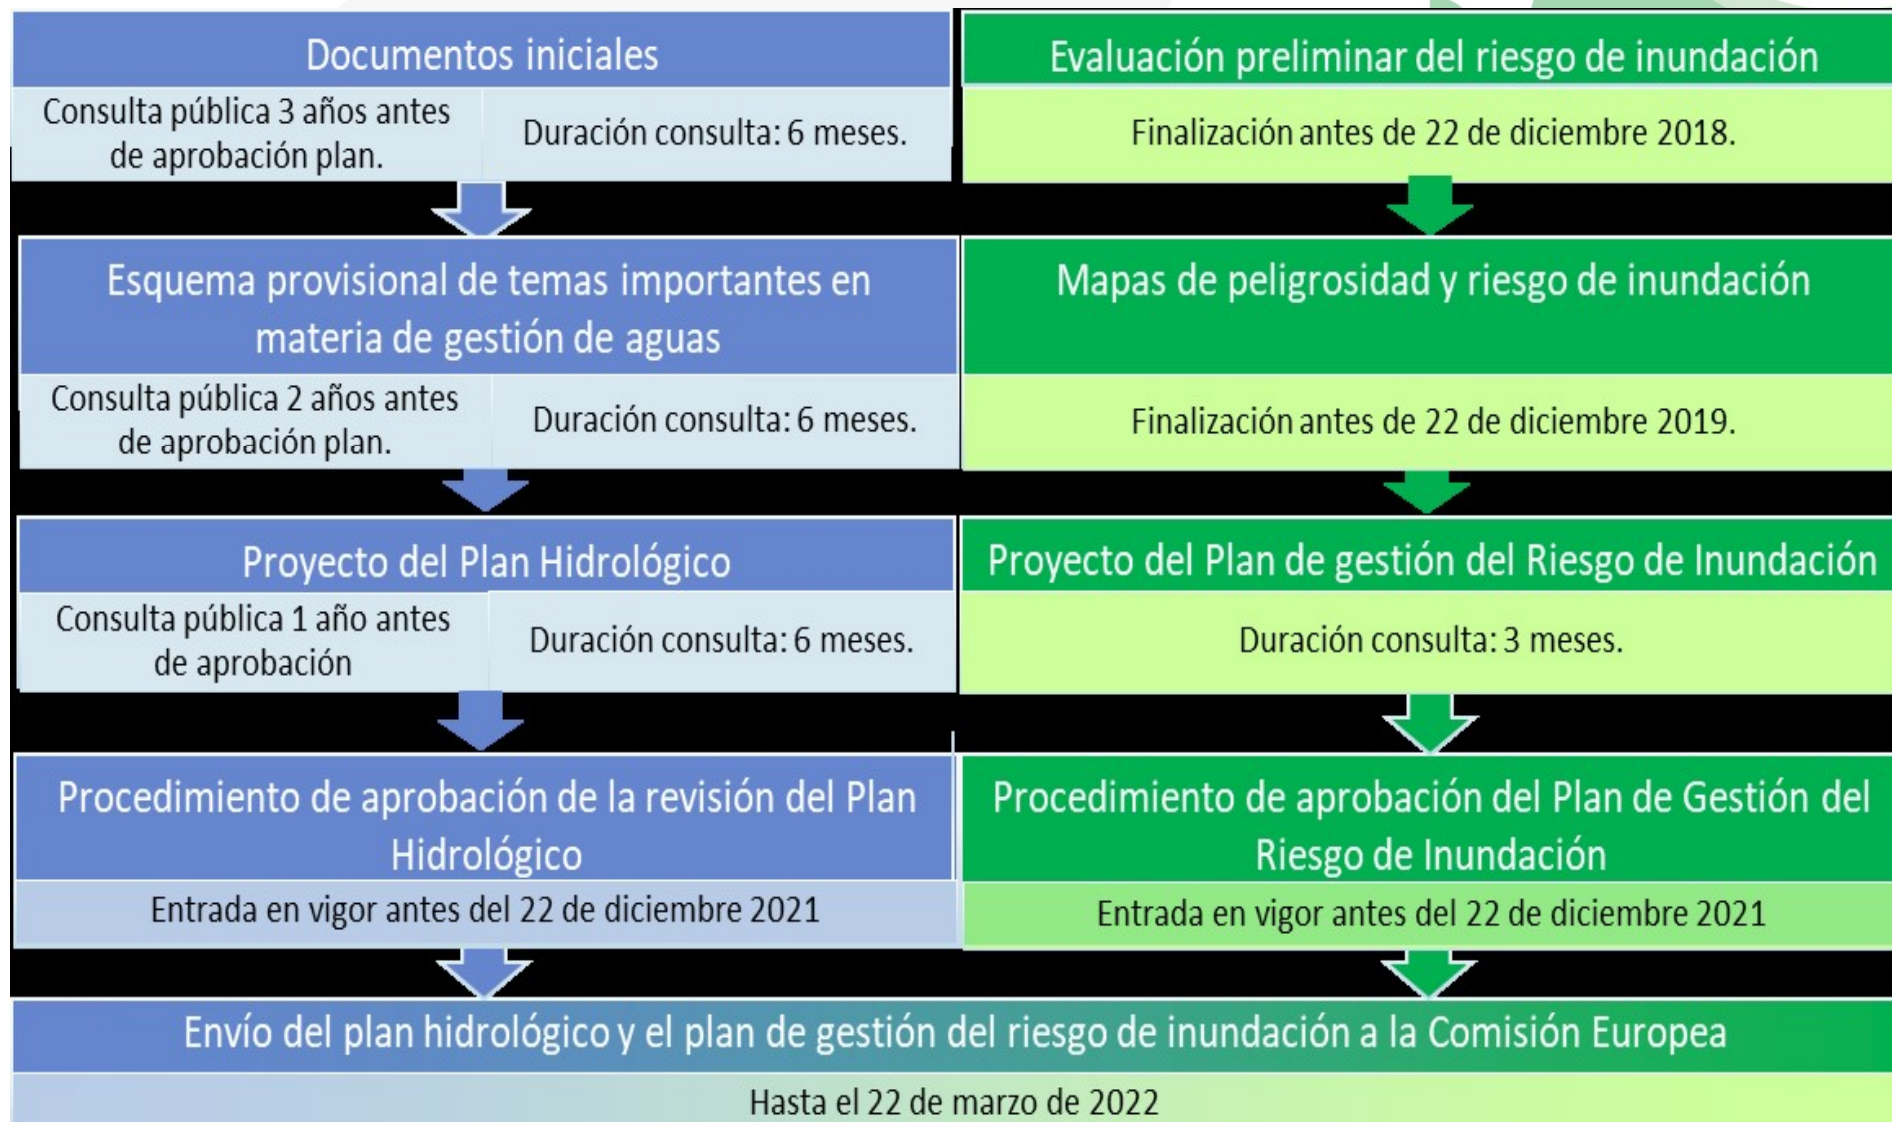 Documentos iniciales
Consulta pública 3 años antes
de aprobación plan.
Duración consulta: 6 meses.
Esquema provisional de temas importantes en
materia de gestión de aguas
Consulta pública 2 años antes
de aprobación plan.
Duración consulta: 6 meses.
Proyecto del Plan Hidrológico
Consulta pública 1 año antes
de aprobación
Duración consulta: 6 meses.
Procedimiento de aprobación de la revisión del Plan
Hidrológico
Entrada en vigor antes del 22 de diciembre 2021
Evaluación preliminar del riesgo de inundación
Finalización antes de 22 de diciembre 2018.
Mapas de peligrosidad y riesgo de inundación
Finalización antes de 22 de diciembre 2019.
Proyecto del Plan de gestión del Riesgo de Inundación
Duración consulta: 3 meses.
Procedimiento de aprobación del Plan de Gestión del
Riesgo de Inundación
Entrada en vigor antes del 22 de diciembre 2021
Envío del plan hidrológico y el plan de gestión del riesgo de inundación a la Comisión Europea
Hasta el 22 de marzo de 2022